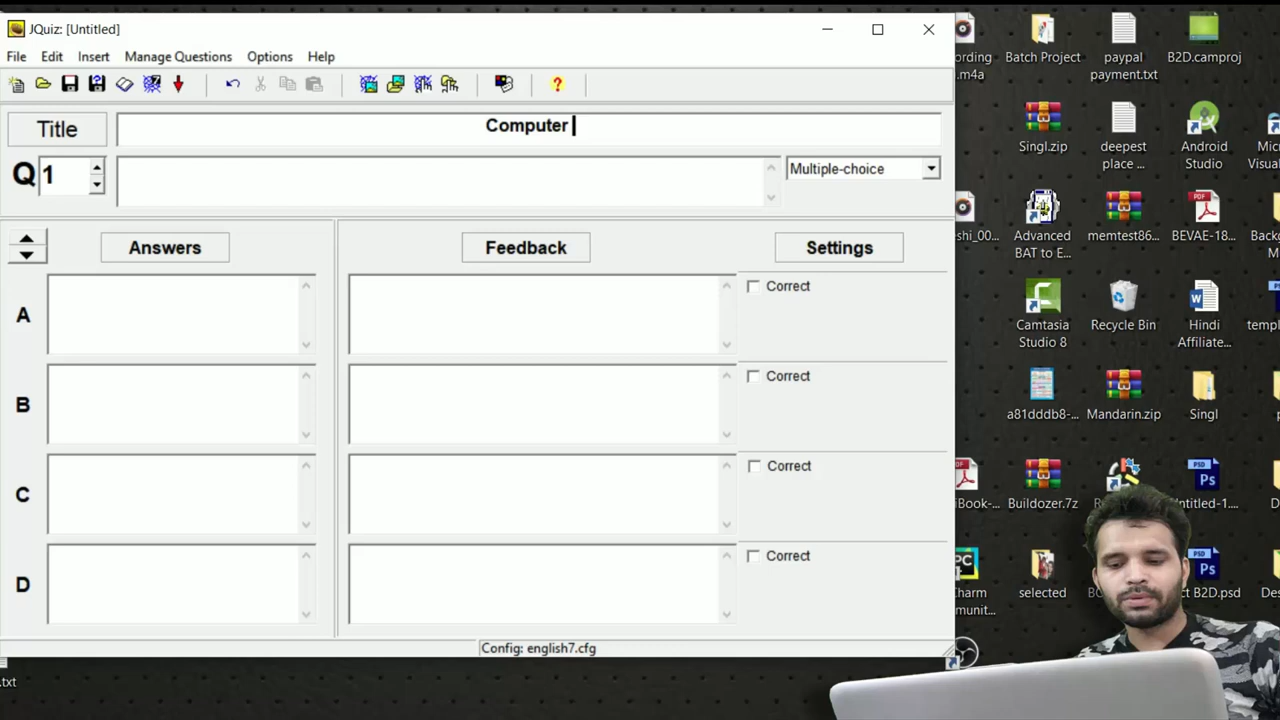 JQuiz: [Untitled]
File Edit Insert Manage Questions Options Help
Title
Computer
Q 1
Multiple-choice
Answers Feedback Settings
A
Correct
B
Correct
C
Correct
D
Correct
Config: english7.cfg
.m4a
Batch Project
paypal
payment.txt
B2D.camproj
Singl.zip
deepest
place ...
Android
Studio
Advanced
BAT to E...
memtest86...
BEVAE-18...
Camtasia
Studio 8
Recycle Bin
Hindi
Affiliate...
a81dddb8-...
Mandarin.zip
Singl
iBook-...
Buildozer.7z
selected
.txt